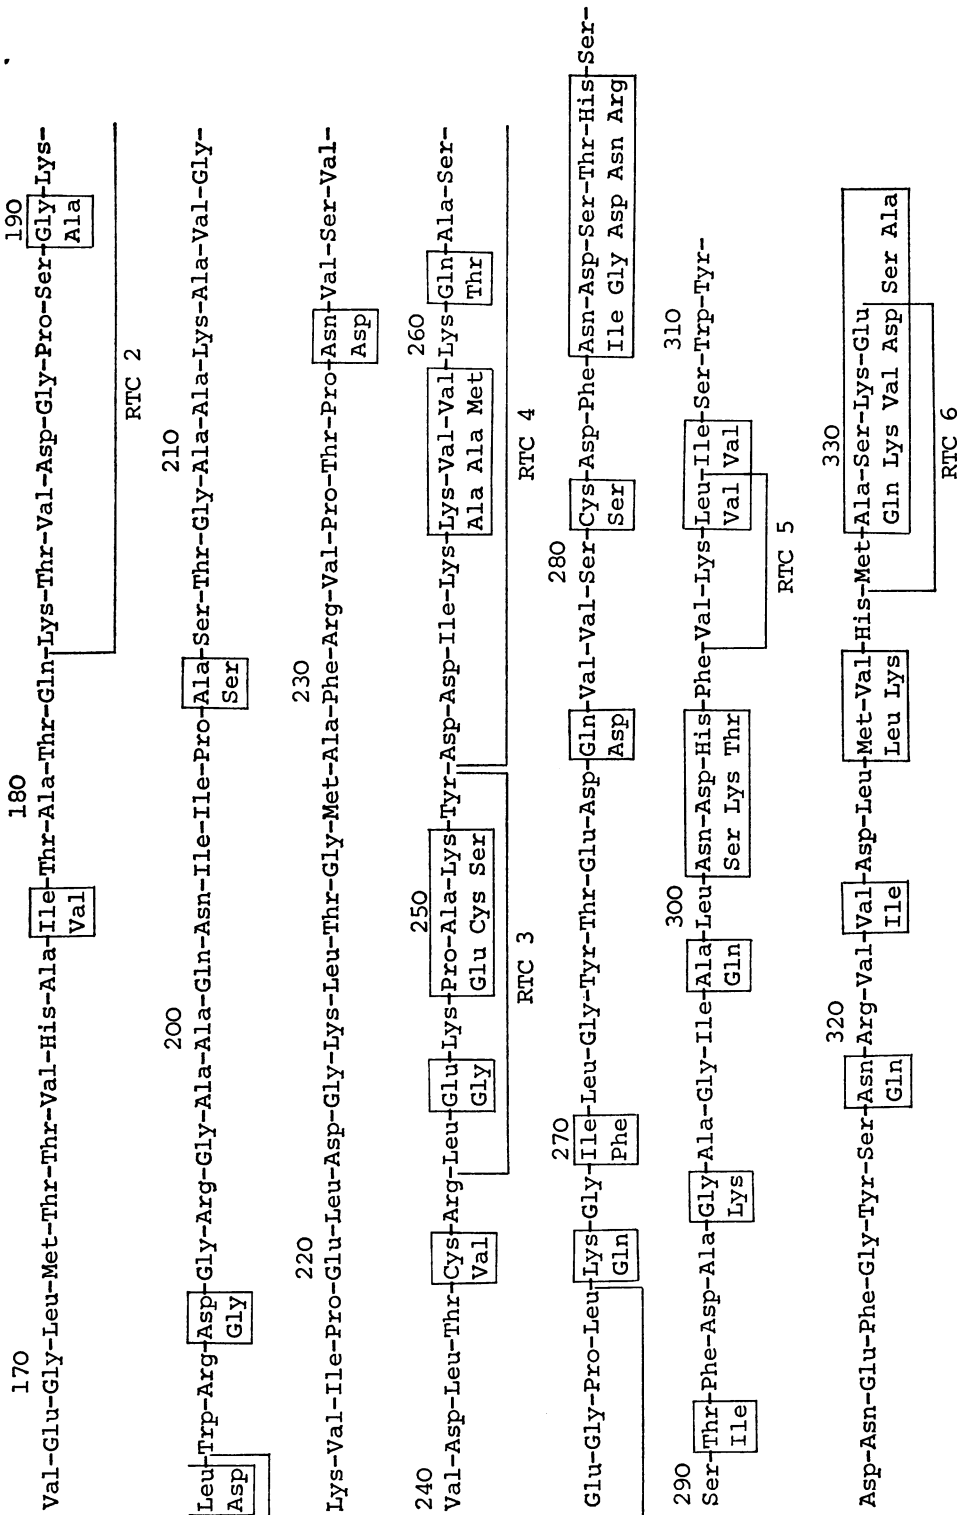 170 180 190
Val-Glu-Gly-Leu-Met-Thr-Thr-Val-His-Ala-Ile-Thr-Ala-Thr-Gln-Lys-Thr-Val-Asp-Gly-Pro-Ser-Gly-Lys-
Val Ala
RTC 2
200 210
Leu-Trp-Arg-Asp-Gly-Arg-Gly-Ala-Ala-Gln-Asn-Ile-Ile-Pro-Ala-Ser-Thr-Gly-Ala-Ala-Lys-Ala-Val-Gly-
Asp Gly Ser
220 230
Lys-Val-Ile-Pro-Glu-Leu-Asp-Gly-Lys-Leu-Thr-Gly-Met-Ala-Phe-Arg-Val-Pro-Thr-Pro-Asn-Val-Ser-Val-
Asp
240 250 260
Val-Asp-Leu-Thr-Cys-Arg-Leu-Glu-Lys-Pro-Ala-Lys-Tyr-Asp-Asp-Ile-Lys-Lys-Val-Val-Lys-Gln-Ala-Ser-
Val Gly Glu Cys Ser Ala Ala Met Thr
RTC 3 RTC 4
270 280
Glu-Gly-Pro-Leu-Lys-Gly-Ile-Leu-Gly-Tyr-Thr-Glu-Asp-Gln-Val-Val-Ser-Cys-Asp-Phe-Asn-Asp-Ser-Thr-His-Ser-
Gln Phe Asp Ser Ile Gly Asp Asn Arg
290 300 310
Ser-Thr-Phe-Asp-Ala-Gly-Ala-Gly-Ile-Ala-Leu-Asn-Asp-His-Phe-Val-Lys-Leu-Ile-Ser-Trp-Tyr-
Ile Lys Gln Ser Lys Thr Val Val
RTC 5
320 330
Asp-Asn-Glu-Phe-Gly-Tyr-Ser-Asn-Arg-Val-Val-Asp-Leu-Met-Val-His-Met-Ala-Ser-Lys-Glu
Gln Ile Leu Lys Gln Lys Val Asp Ser Ala
RTC 6